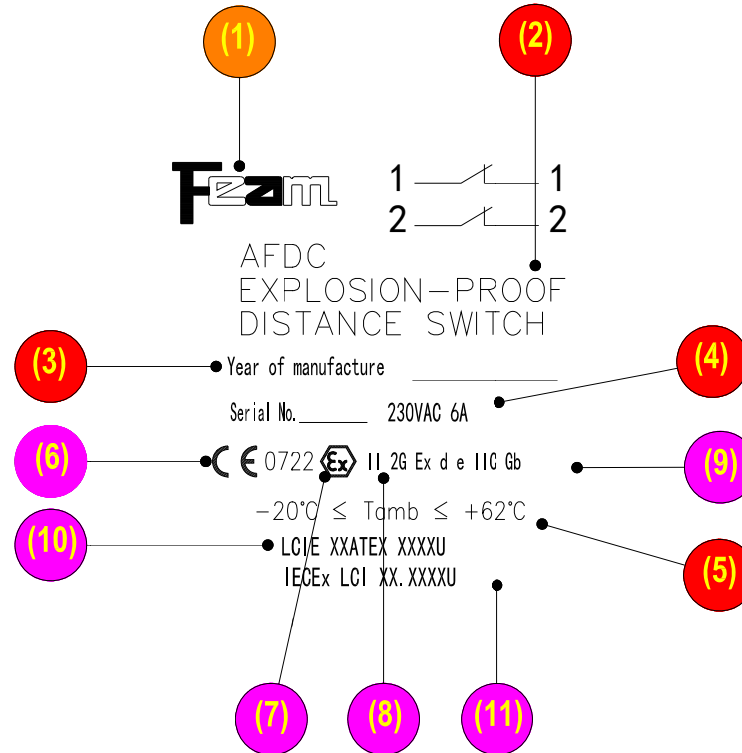 (1) (2)
Feam
1 1
2 2
AFDC
EXPLOSION-PROOF
DISTANCE SWITCH
(3) Year of manufacture (4)
Serial No. 230VAC 6A
(6) CE 0722 Ex II 2G Ex d e IIC Gb (9)
-20°C ≤ Tamb ≤ +62°C
(10) LCIE XXATEX XXXXU
IECEx LCI XX.XXXXU (5)
(7) (8) (11)